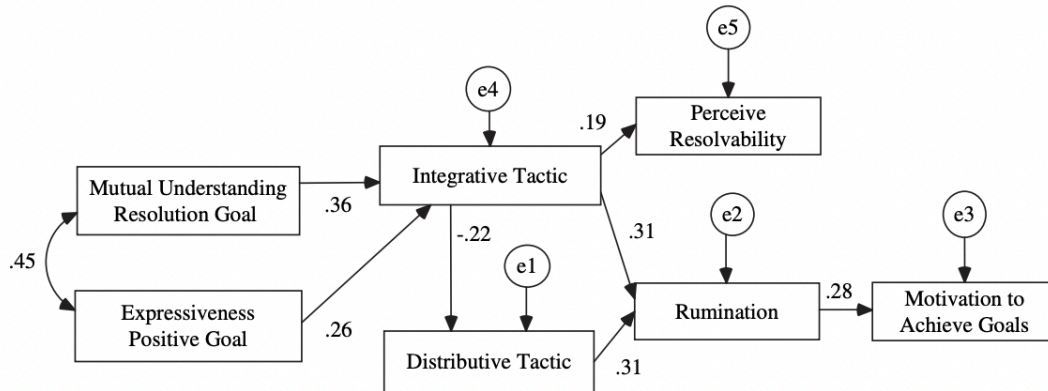 e5
e4
Perceive
Resolvability
.19
Integrative Tactic
Mutual Understanding
Resolution Goal
.36
e2
e3
-.22
.31
.45
e1
Expressiveness
Positive Goal
.26
Rumination
.28
Motivation to
Achieve Goals
Distributive Tactic
.31